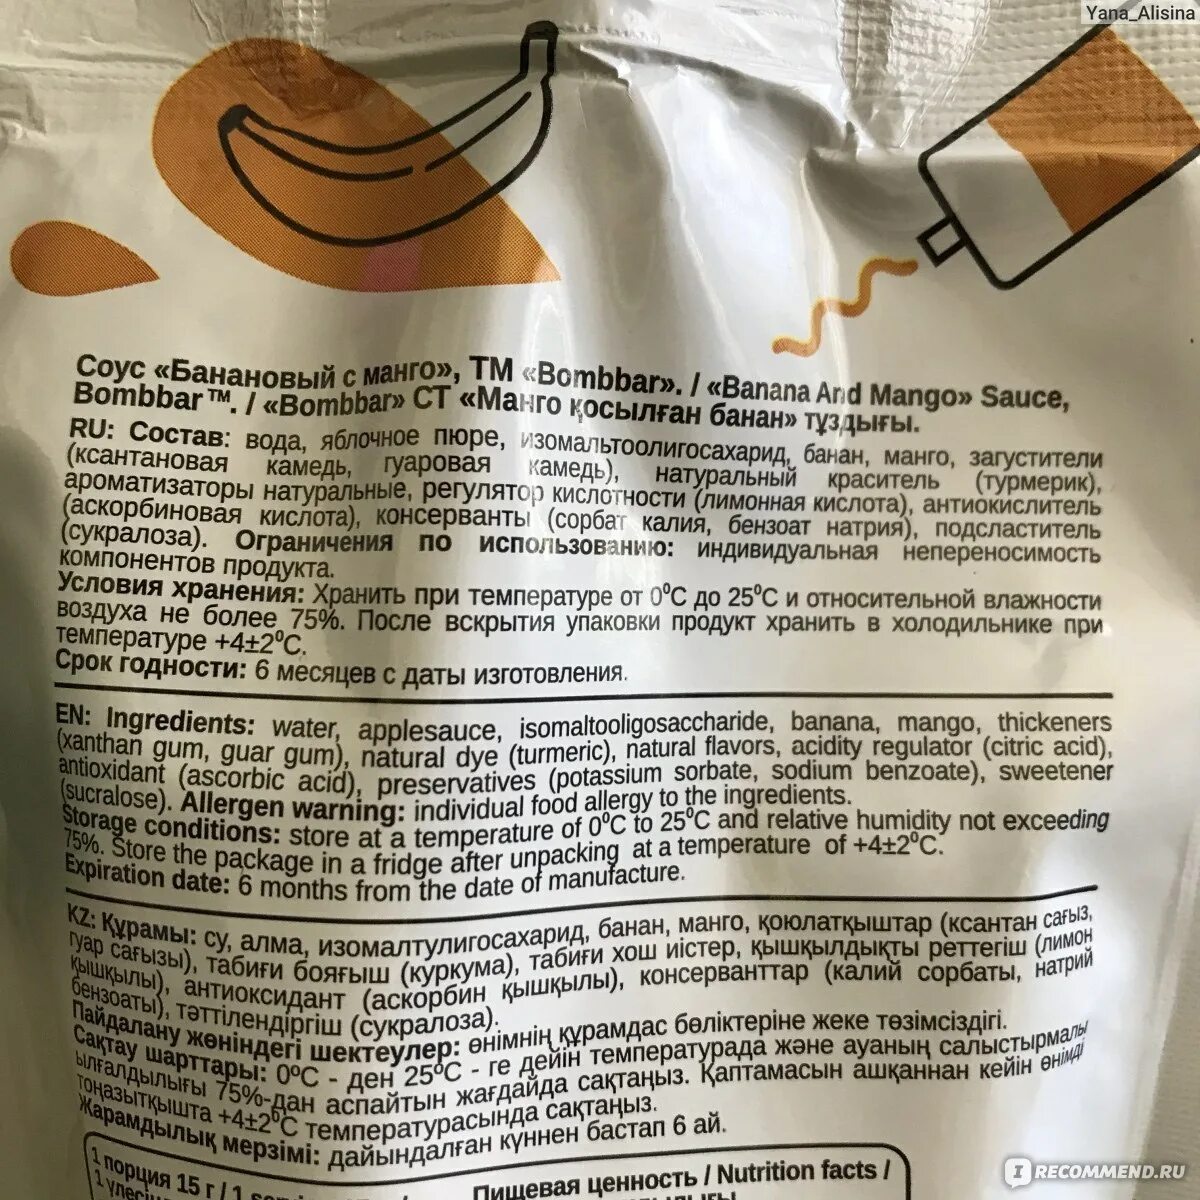 Yana_Alisina
Соус «Банановый с манго», ТМ «Bombbar». / «Banana And Mango» Sauce,
Bombbar™. / «Bombbar» СТ «Манго қосылған банан» тұздығы.
RU: Состав: вода, яблочное пюре, изомальтоолигосахарид, банан, манго, загустители
(ксантановая камедь, гуаровая камедь), натуральный краситель (турмерик),
ароматизаторы натуральные, регулятор кислотности (лимонная кислота), антиокислитель
(аскорбиновая кислота), консерванты (сорбат калия, бензоат натрия), подсластитель
(сукралоза). Ограничения по использованию: индивидуальная непереносимость
компонентов продукта.
Условия хранения: Хранить при температуре от 0⁰С до 25⁰С и относительной влажности
воздуха не более 75%. После вскрытия упаковки продукт хранить в холодильнике при
температуре +4±2⁰С.
Срок годности: 6 месяцев с даты изготовления.
EN: Ingredients: water, applesauce, isomaltooligosaccharide, banana, mango, thickeners
(xanthan gum, guar gum), natural dye (turmeric), natural flavors, acidity regulator (citric acid),
antioxidant (ascorbic acid), preservatives (potassium sorbate, sodium benzoate), sweetener
(sucralose). Allergen warning: individual food allergy to the ingredients.
Storage conditions: store at a temperature of 0⁰C to 25⁰C and relative humidity not exceeding
75%. Store the package in a fridge after unpacking at a temperature of +4±2⁰C.
Expiration date: 6 months from the date of manufacture.
KZ: Құрамы: су, алма, изомалтулигосахарид, банан, манго, қоюлатқыштар (ксантан сағыз,
гуар сағызы), табиғи бояғыш (куркума), табиғи хош иістер, қышқылдықты реттегіш (лимон
қышқылы), антиоксидант (аскорбин қышқылы), консерванттар (калий сорбаты, натрий
бензоаты), тәттілендіргіш (сукралоза).
Пайдалану жөніндегі шектеулер: өнімнің құрамдас бөліктеріне жеке төзімсіздігі.
Сақтау шарттары: 0⁰С - ден 25⁰С - ге дейін температурада және ауаның салыстырмалы
ылғалдылығы 75%-дан аспайтын жағдайда сақтаңыз. Қаптамасын ашқаннан кейін өнімді
тоңазытқышта +4±2⁰С температурасында сақтаңыз.
Жарамдылық мерзімі: дайындалған күннен бастап 6 ай.
1 порция 15 г / 1
Пищевая ценность / Nutrition facts /
IRECOMMEND.RU